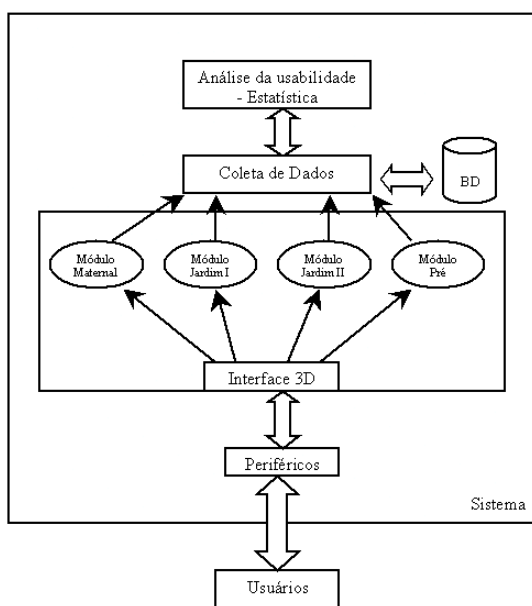 Análise da usabilidade
- Estatística
Coleta de Dados
BD
Módulo
Maternal
Módulo
Jardim I
Módulo
Jardim II
Módulo
Pré
Interface 3D
Periféricos
Sistema
Usuários